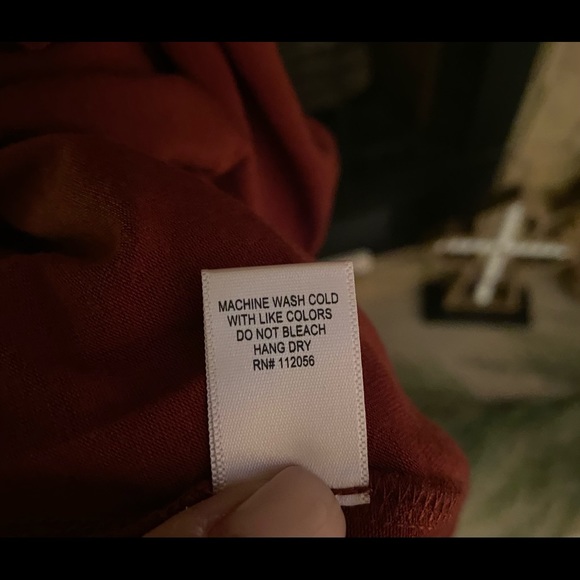 MACHINE WASH COLD
WITH LIKE COLORS
DO NOT BLEACH
HANG DRY
RN# 112056